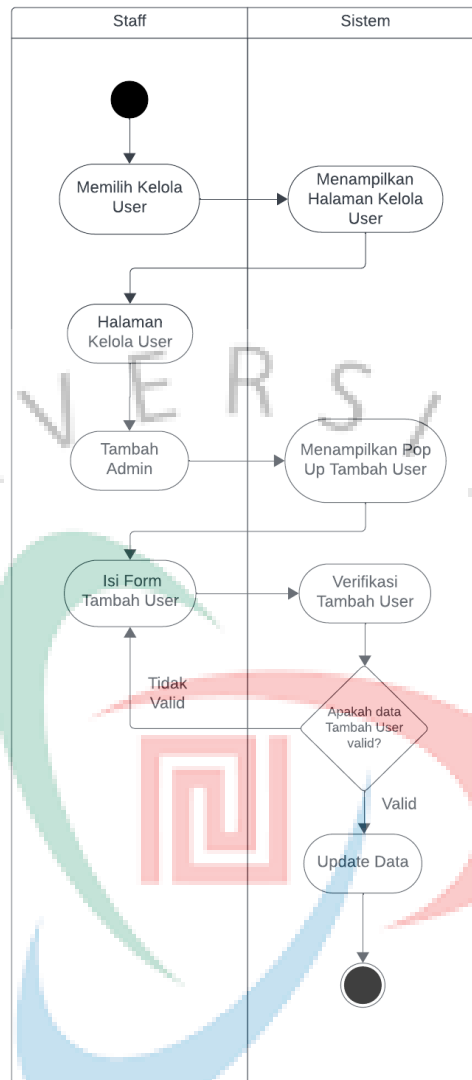 Staff
Sistem
Memilih Kelola
User
Menampilkan
Halaman Kelola
User
Halaman
Kelola User
VERSI
Tambah
Admin
Menampilkan Pop
Up Tambah User
Isi Form
Tambah User
Verifikasi
Tambah User
Tidak
Valid
Apakah data
Tambah User
valid?
Valid
Update Data